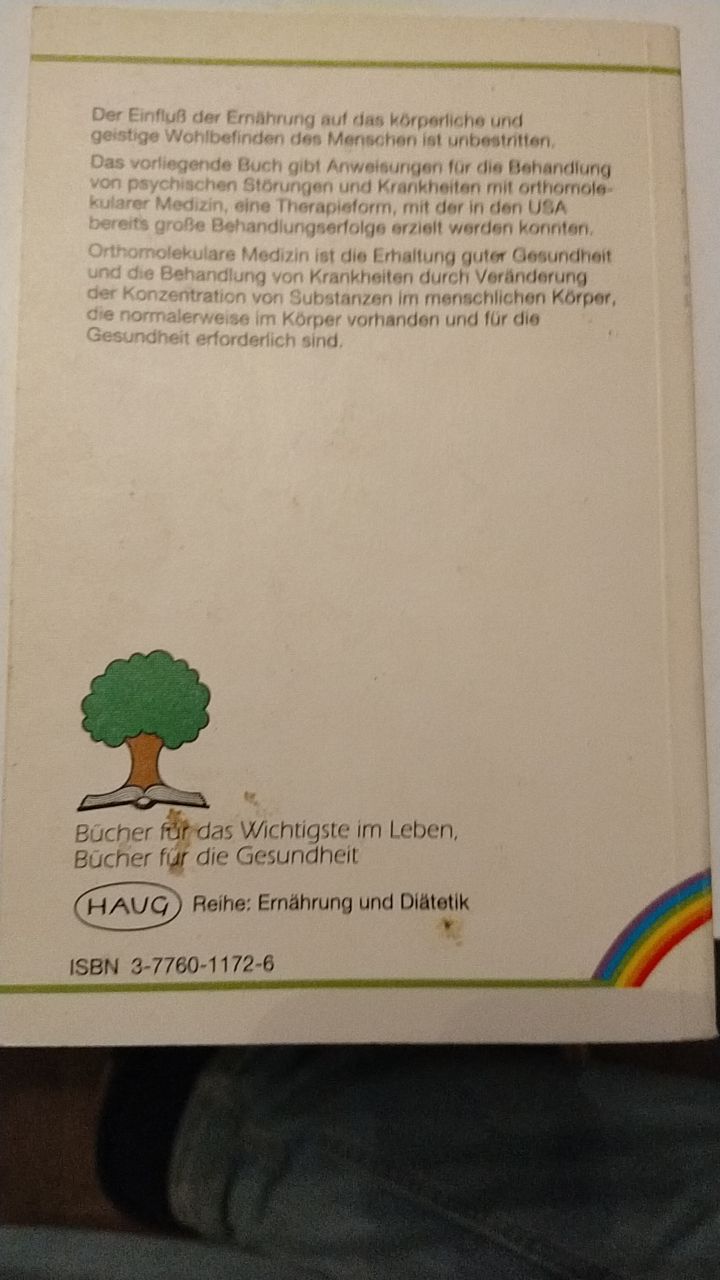 Der Einfluß der Ernährung auf das körperliche und
geistige Wohlbefinden des Menschen ist unbestritten.
Das vorliegende Buch gibt Anweisungen für die Behandlung
von psychischen Störungen und Krankheiten mit orthomole-
kularer Medizin, eine Therapieform, mit der in den USA
bereits große Behandlungserfolge erzielt werden konnten.
Orthomolekulare Medizin ist die Erhaltung guter Gesundheit
und die Behandlung von Krankheiten durch Veränderung
der Konzentration von Substanzen im menschlichen Körper,
die normalerweise im Körper vorhanden und für die
Gesundheit erforderlich sind.
Bücher für das Wichtigste im Leben,
Bücher für die Gesundheit
HAUG Reihe: Ernährung und Diätetik
ISBN 3-7760-1172-6